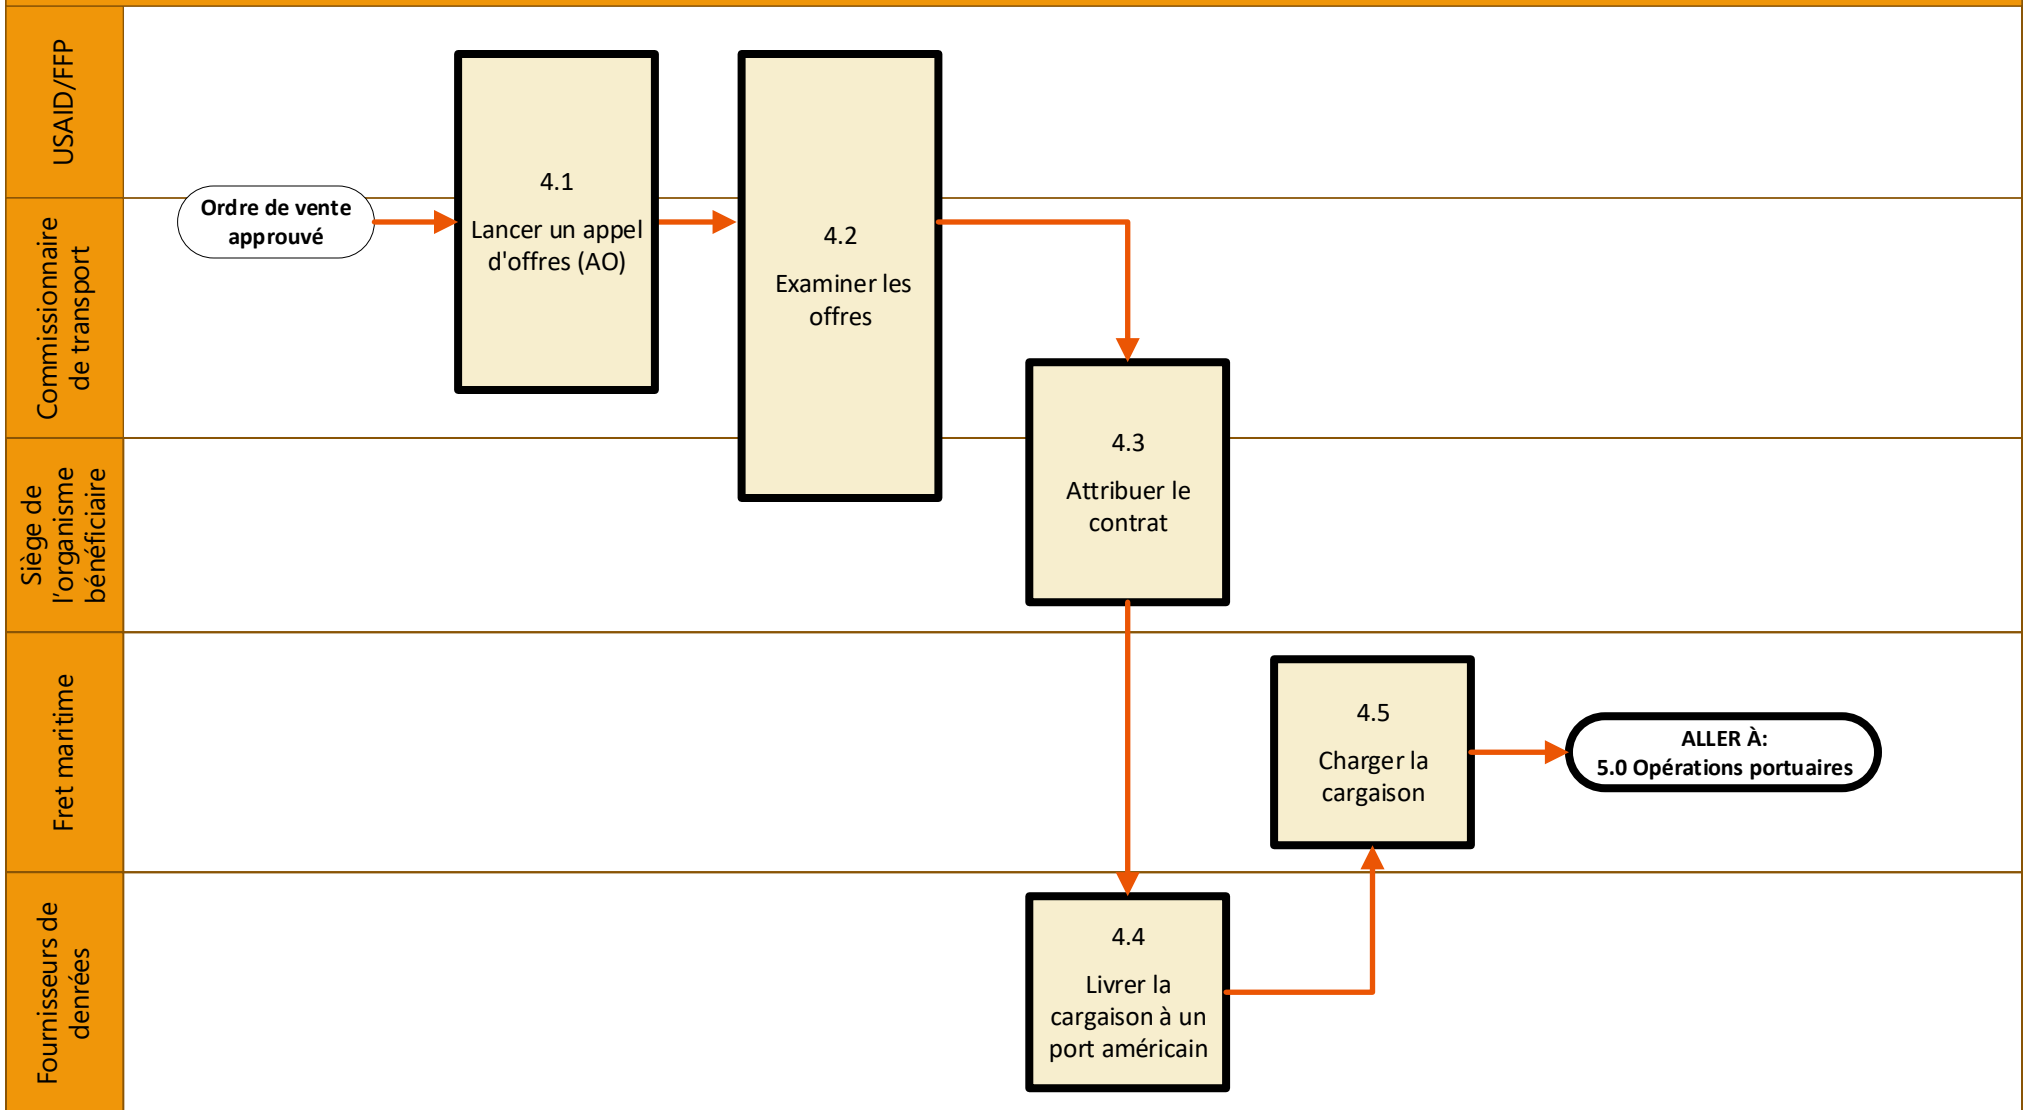 USAID/FFP
Commissionnaire
de transport
Siège de
l'organisme
bénéficiaire
Fret maritime
Fournisseurs de
denrées
Ordre de vente
approuvé
4.1
Lancer un appel
d'offres (AO)
4.2
Examiner les
offres
4.3
Attribuer le
contrat
4.4
Livrer la
cargaison à un
port américain
4.5
Charger la
cargaison
ALLER À:
5.0 Opérations portuaires